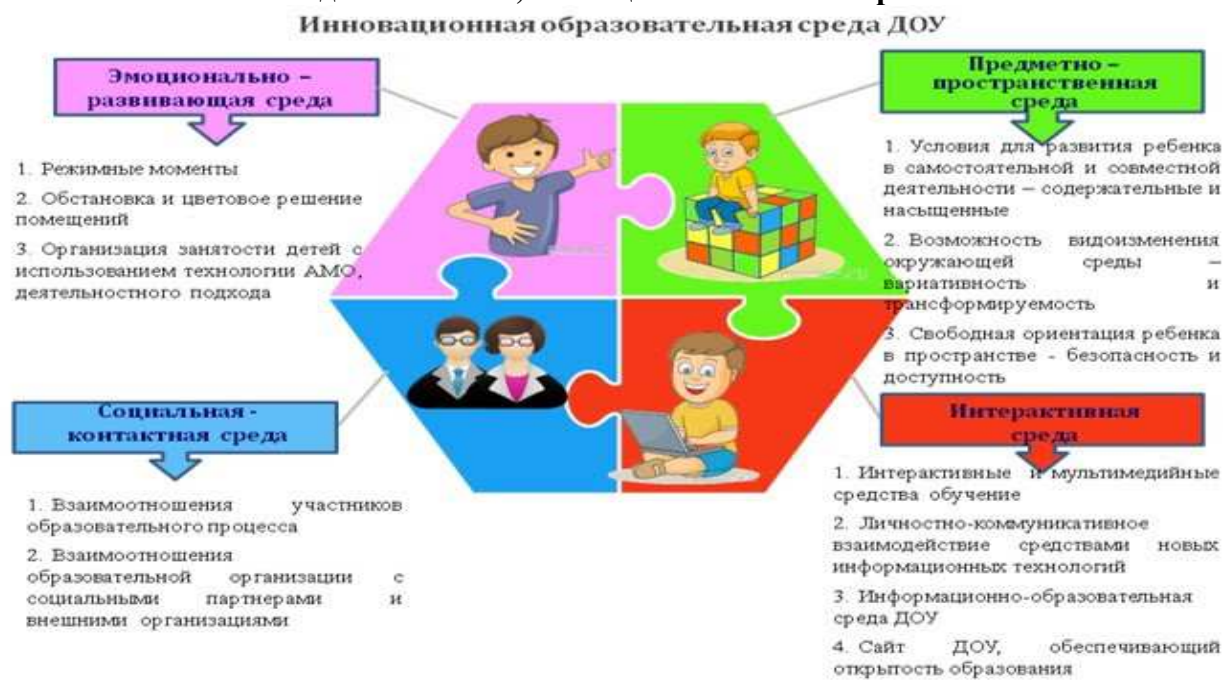 Инновационная образовательная среда ДОУ
Эмоционально –
развивающая среда
1. Режимные моменты
2. Обстановка и цветовое решение
помещений
3. Организация занятости детей с
использованием технологии АМО,
деятельностного подхода
Предметно –
пространственная
среда
1. Условия для развития ребенка
в самостоятельной и совместной
деятельности – содержательные и
насыщенные
2. Возможность видоизменения
окружающей среды –
вариативность и
трансформируемость
3. Свободная ориентация ребенка
в пространстве - безопасность и
доступность
Социальная -
контактная среда
1. Взаимоотношения участников
образовательного процесса
2. Взаимоотношения
образовательной организации с
социальными партнерами и
внешними организациями
Интерактивная
среда
1. Интерактивные и мультимедийные
средства обучение
2. Личностно-коммуникативное
взаимодействие средствами новых
информационных технологий
3. Информационно-образовательная
среда ДОУ
4. Сайт ДОУ, обеспечивающий
открытость образования